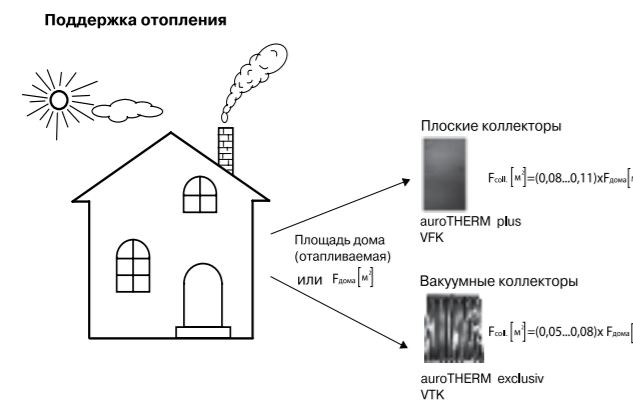 Поддержка отопления
Плоские коллекторы
Fcoll. [м²]=(0,08...0,11)xFдома[м
auroTHERM plus
VFK
Площадь дома
(отапливаемая)
или Fдома [м²]
Вакуумные коллекторы
Fcoll. [м²]=(0,05...0,08)x Fдома[
auroTHERM exclusiv
VTK